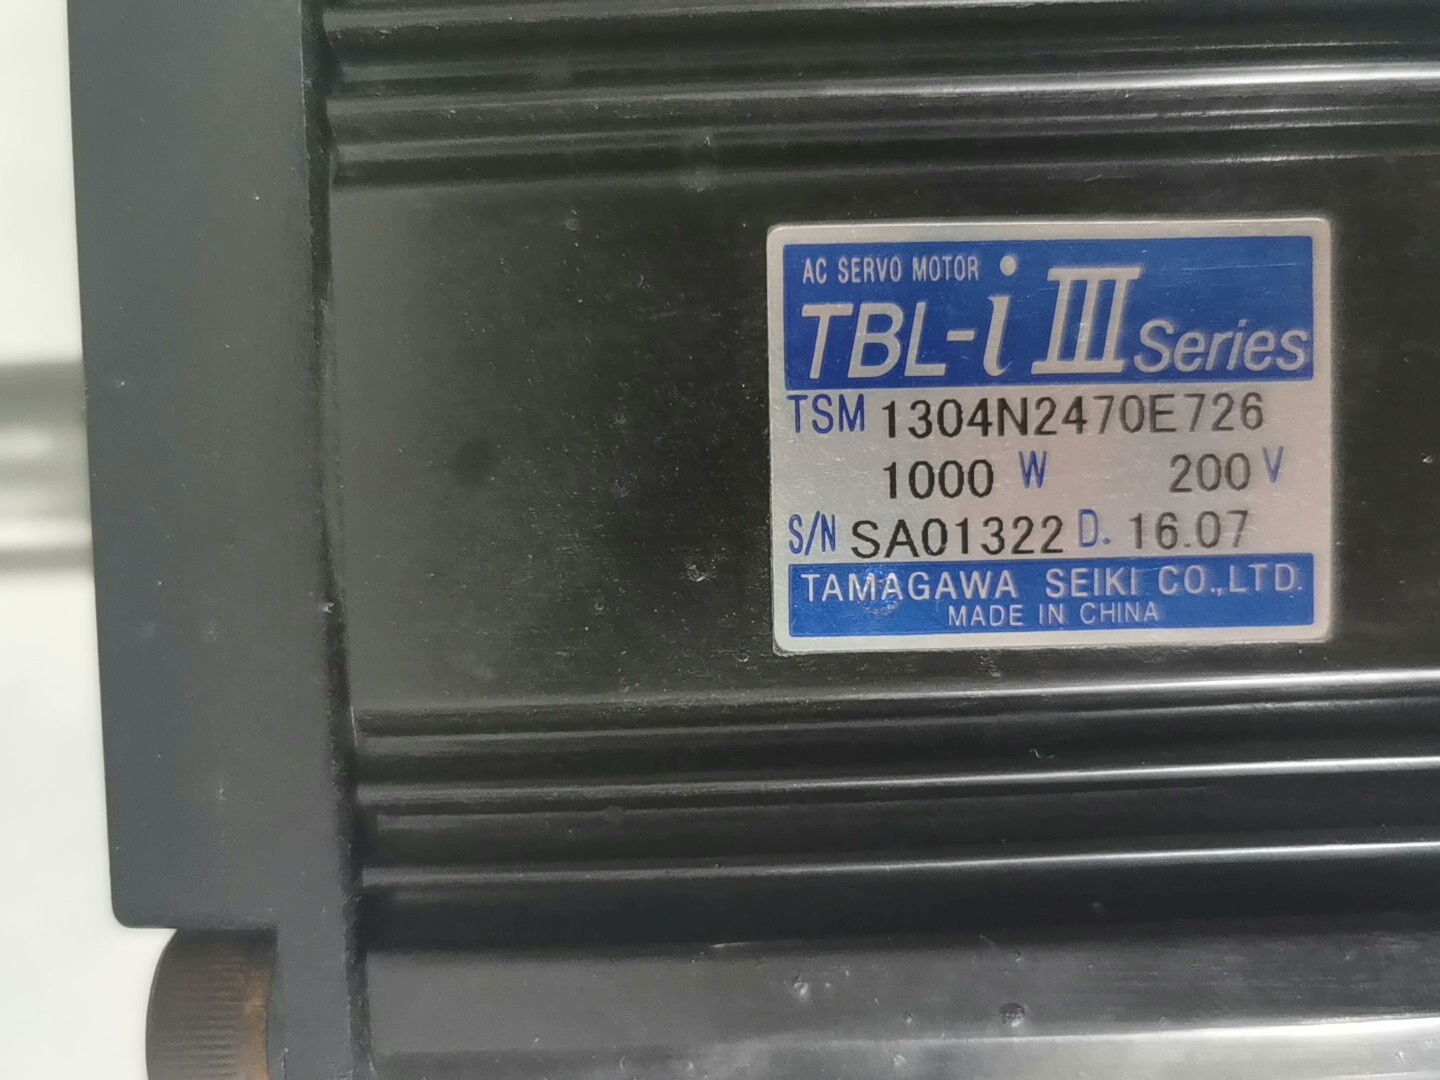 AC SERVO MOTOR
TBL-i III Series
TSM 1304N2470E726
1000 W 200 V
S/N SA01322 D. 16.07
TAMAGAWA SEIKI CO.,LTD.
MADE IN CHINA